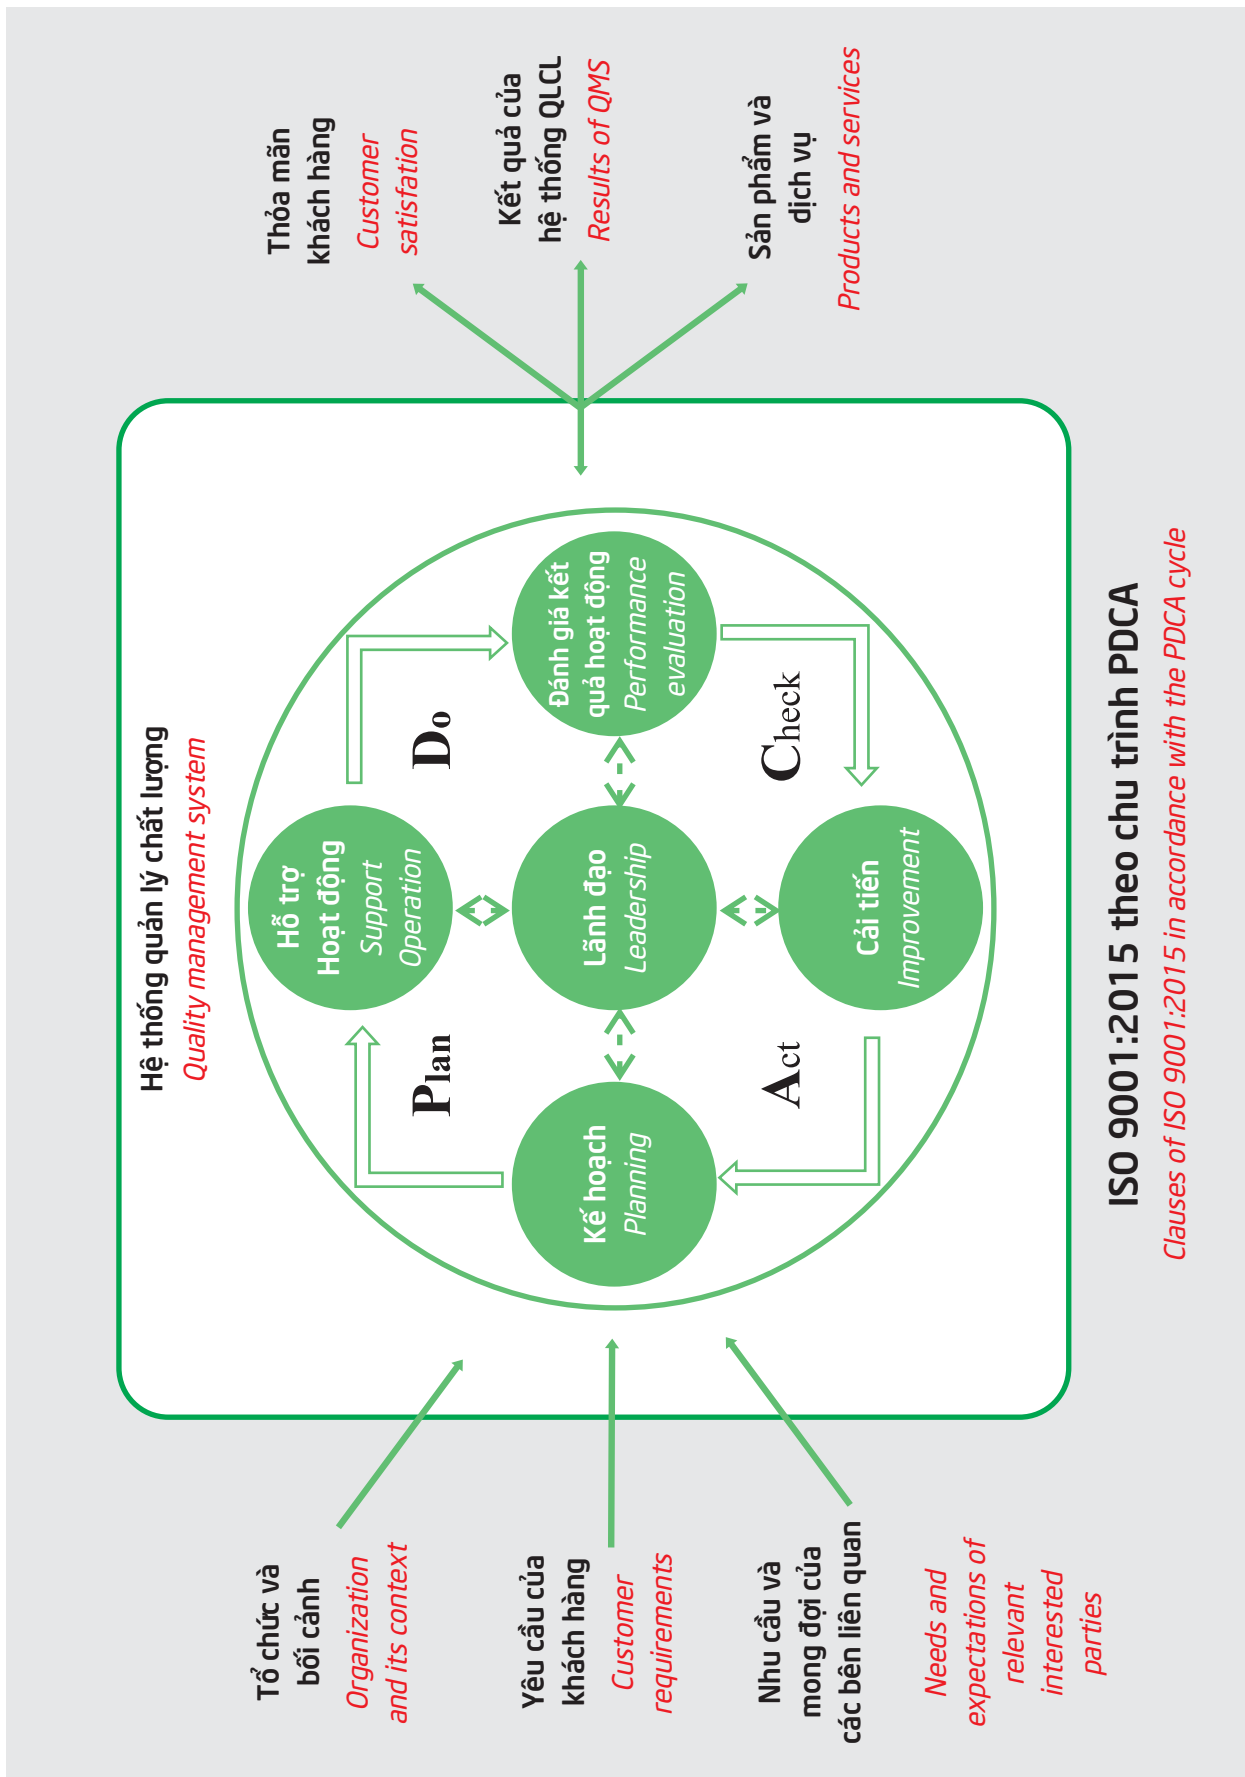 Hệ thống quản lý chất lượng
Quality management system
Tổ chức và
bối cảnh
Organization
and its context
Yêu cầu của
khách hàng
Customer
requirements
Nhu cầu và
mong đợi của
các bên liên quan
Needs and
expectations of
relevant
interested
parties
Plan
Do
Hỗ trợ
Hoạt động
Support
Operation
Kế hoạch
Planning
Lãnh đạo
Leadership
Đánh giá kết
quả hoạt động
Performance
evaluation
Act
Check
Cải tiến
Improvement
Thỏa mãn
khách hàng
Customer
satisfation
Kết quả của
hệ thống QLCL
Results of QMS
Sản phẩm và
dịch vụ
Products and services
ISO 9001:2015 theo chu trình PDCA
Clauses of ISO 9001:2015 in accordance with the PDCA cycle